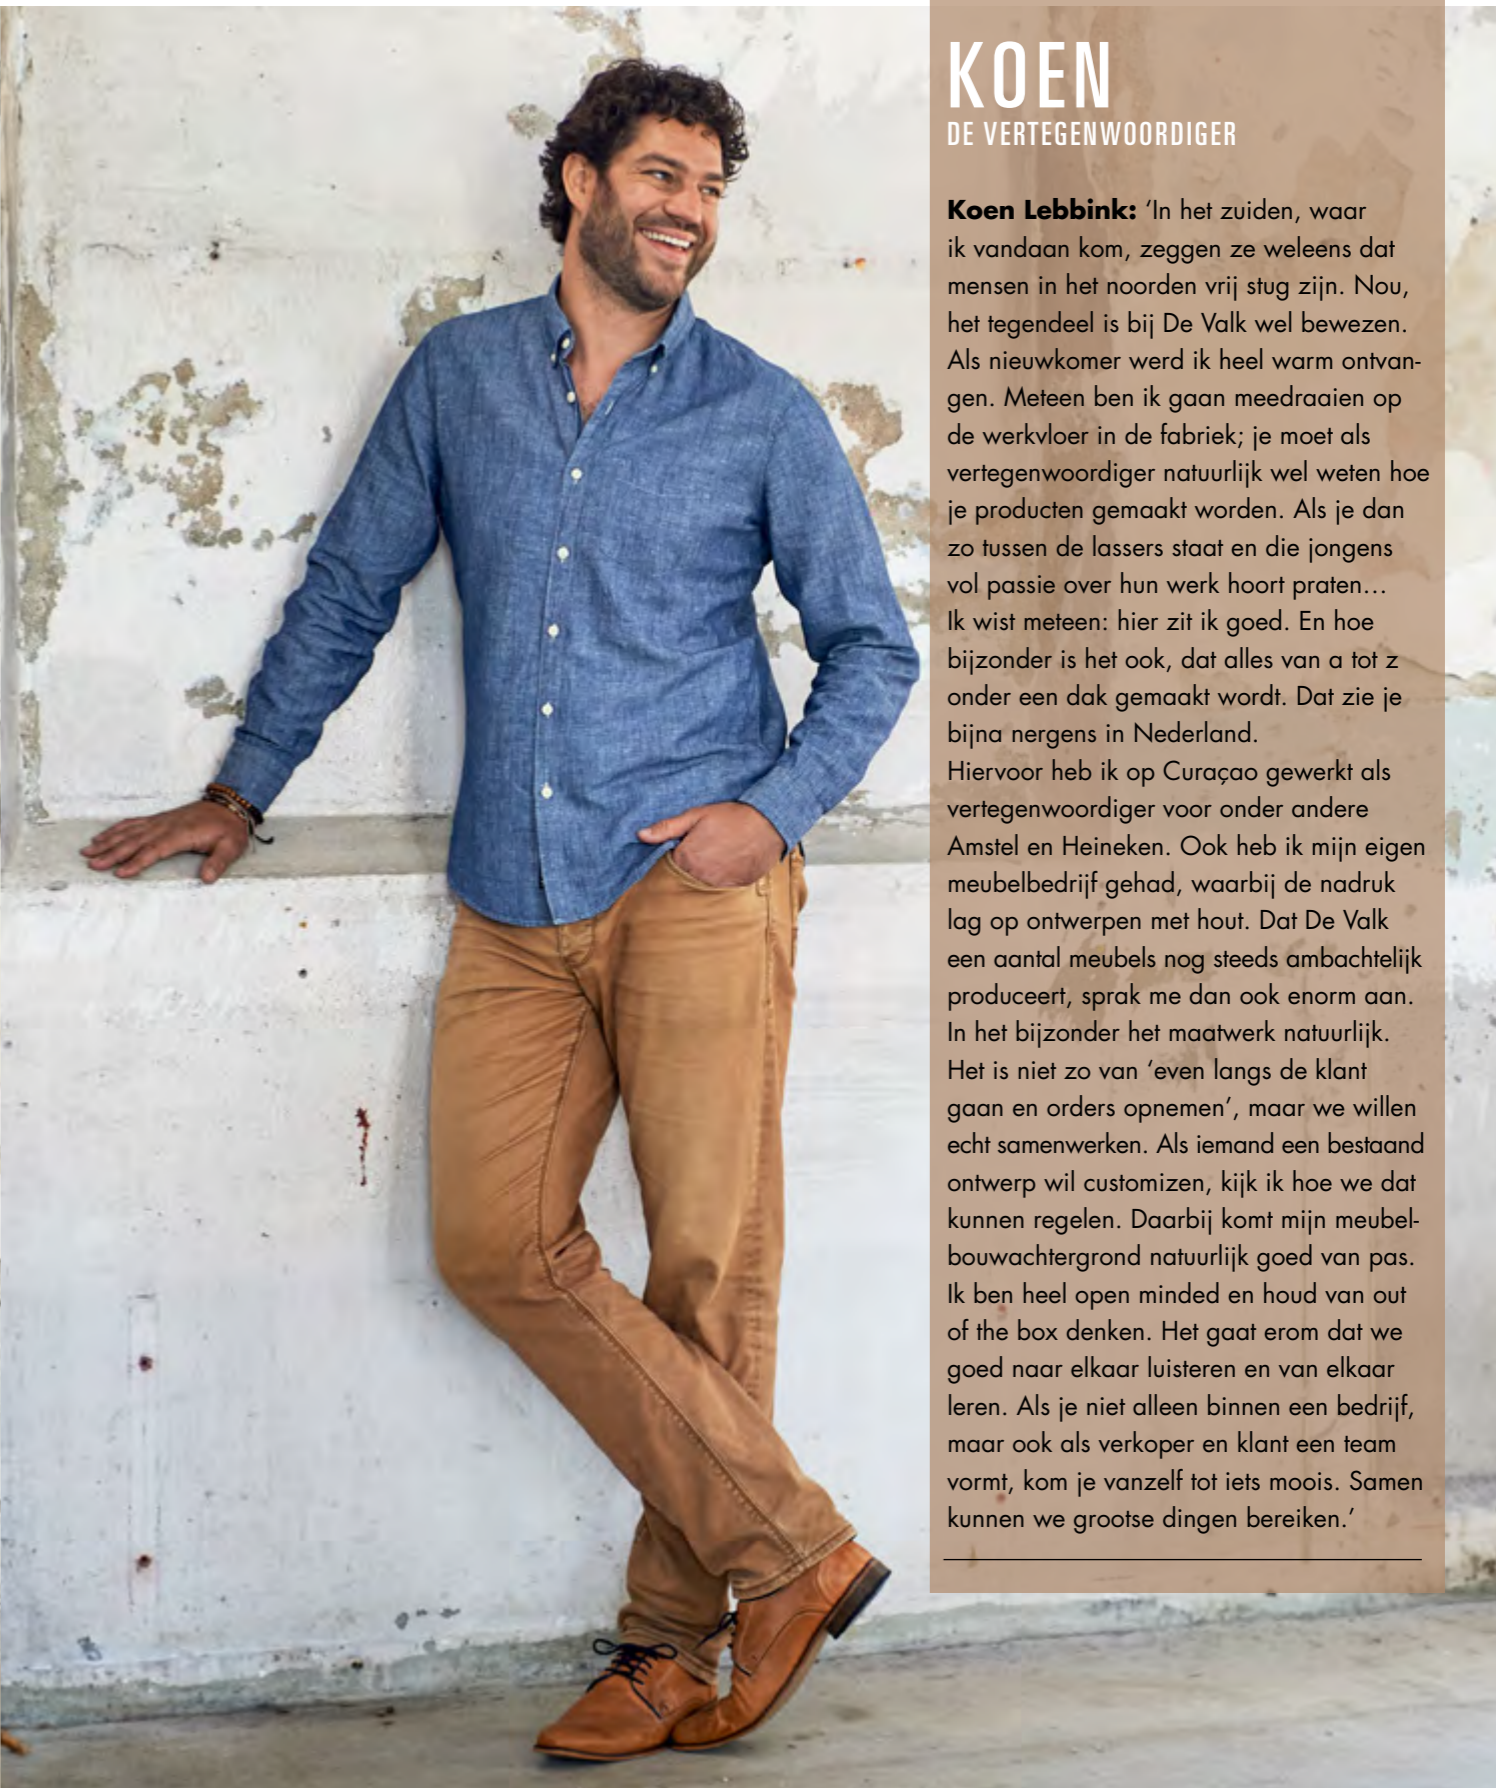 KOEN
DE VERTEGENWOORDIGER
Koen Lebbink: ‘In het zuiden, waar
ik vandaan kom, zeggen ze weleens dat
mensen in het noorden vrij stug zijn. Nou,
het tegendeel is bij De Valk wel bewezen.
Als nieuwkomer werd ik heel warm ontvan-
gen. Meteen ben ik gaan meedraaien op
de werkvloer in de fabriek; je moet als
vertegenwoordiger natuurlijk wel weten hoe
je producten gemaakt worden. Als je dan
zo tussen de lassers staat en die jongens
vol passie over hun werk hoort praten…
Ik wist meteen: hier zit ik goed. En hoe
bijzonder is het ook, dat alles van a tot z
onder een dak gemaakt wordt. Dat zie je
bijna nergens in Nederland.
Hiervoor heb ik op Curaçao gewerkt als
vertegenwoordiger voor onder andere
Amstel en Heineken. Ook heb ik mijn eigen
meubelbedrijf gehad, waarbij de nadruk
lag op ontwerpen met hout. Dat De Valk
een aantal meubels nog steeds ambachtelijk
produceert, sprak me dan ook enorm aan.
In het bijzonder het maatwerk natuurlijk.
Het is niet zo van ‘even langs de klant
gaan en orders opnemen’, maar we willen
echt samenwerken. Als iemand een bestaand
ontwerp wil customizen, kijk ik hoe we dat
kunnen regelen. Daarbij komt mijn meubel-
bouwachtergrond natuurlijk goed van pas.
Ik ben heel open minded en houd van out
of the box denken. Het gaat erom dat we
goed naar elkaar luisteren en van elkaar
leren. Als je niet alleen binnen een bedrijf,
maar ook als verkoper en klant een team
vormt, kom je vanzelf tot iets moois. Samen
kunnen we grootse dingen bereiken.’